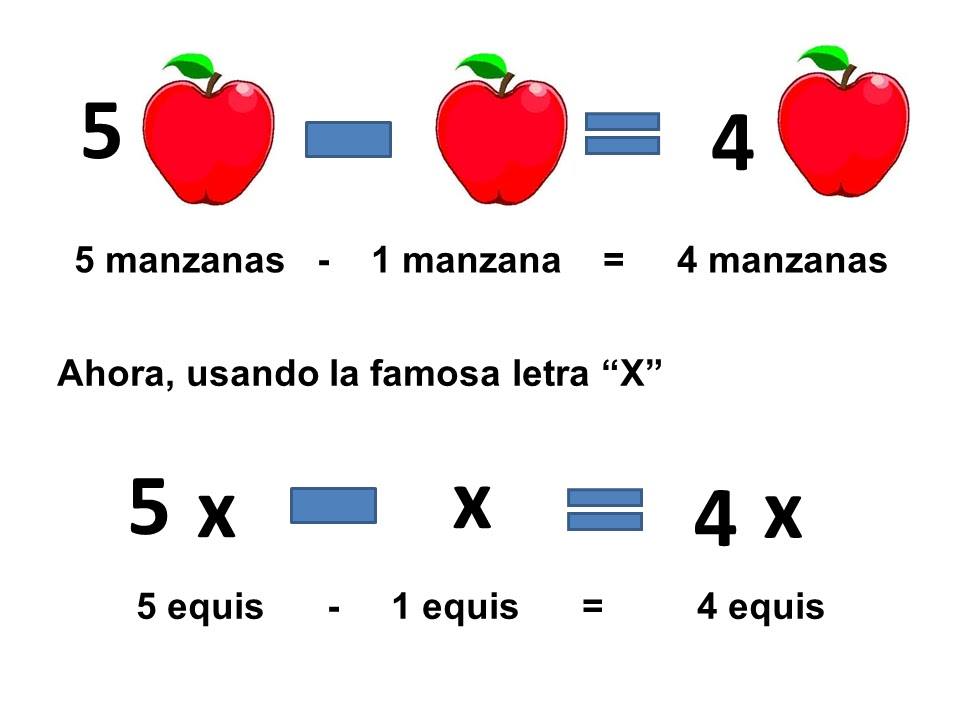 5 - = 4
5 manzanas - 1 manzana = 4 manzanas
Ahora, usando la famosa letra “X”
5 x - x = 4 x
5 equis - 1 equis = 4 equis